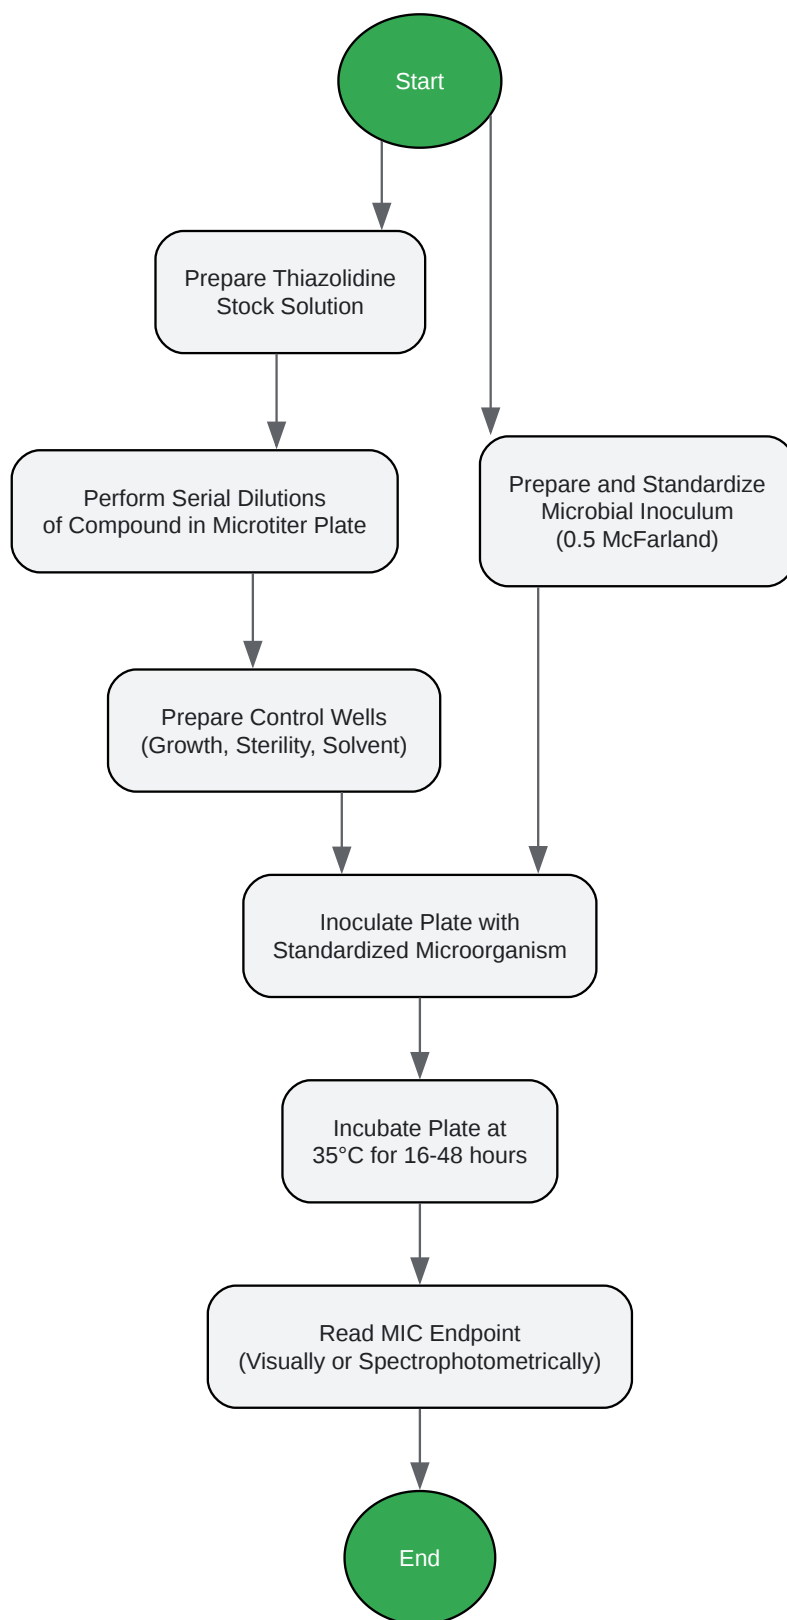 Start
Prepare Thiazolidine
Stock Solution
Perform Serial Dilutions
of Compound in Microtiter Plate
Prepare and Standardize
Microbial Inoculum
(0.5 McFarland)
Prepare Control Wells
(Growth, Sterility, Solvent)
Inoculate Plate with
Standardized Microorganism
Incubate Plate at
35°C for 16-48 hours
Read MIC Endpoint
(Visually or Spectrophotometrically)
End